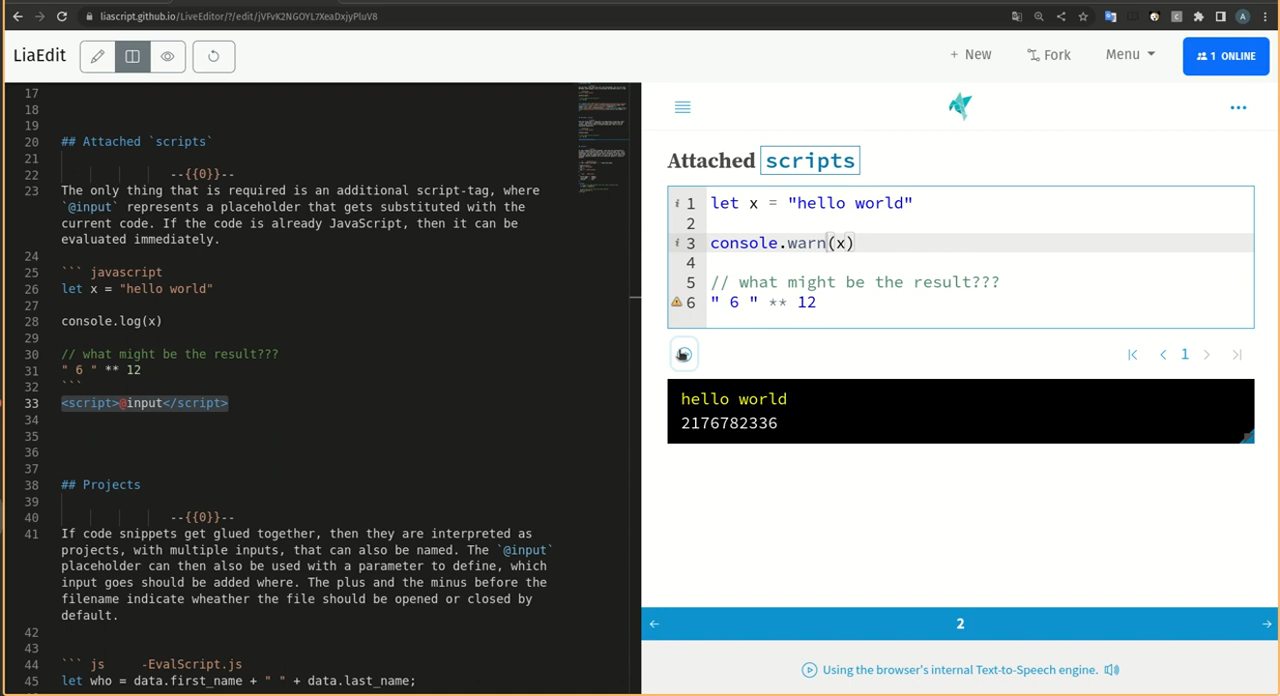 liascript.github.io/LiveEditor/?/edit/jVFvK2NGOYL7XeaDxjyPluV8
LiaEdit
+ New
Fork
Menu
1 ONLINE
17
18
19
20 ## Attached `scripts`
21
22 --{{0}}--
23 The only thing that is required is an additional script-tag, where
`@input` represents a placeholder that gets substituted with the
current code. If the code is already JavaScript, then it can be
evaluated immediately.
24
25 ``` javascript
26 let x = "hello world"
27
28 console.log(x)
29
30 // what might be the result???
31 " 6 " ** 12
32 ```
33 <script>@input</script>
34
35
36
37
38 ## Projects
39
40 --{{0}}--
41 If code snippets get glued together, then they are interpreted as
projects, with multiple inputs, that can also be named. The `@input`
placeholder can then also be used with a parameter to define, which
input goes should be added where. The plus and the minus before the
filename indicate wheather the file should be opened or closed by
default.
42
43
44 ``` js -EvalScript.js
45 let who = data.first_name + " " + data.last_name;
Attached scripts
i 1 let x = "hello world"
2
i 3 console.warn(x)
4
5 // what might be the result???
6 " 6 " ** 12
1
hello world
2176782336
2
Using the browser's internal Text-to-Speech engine.